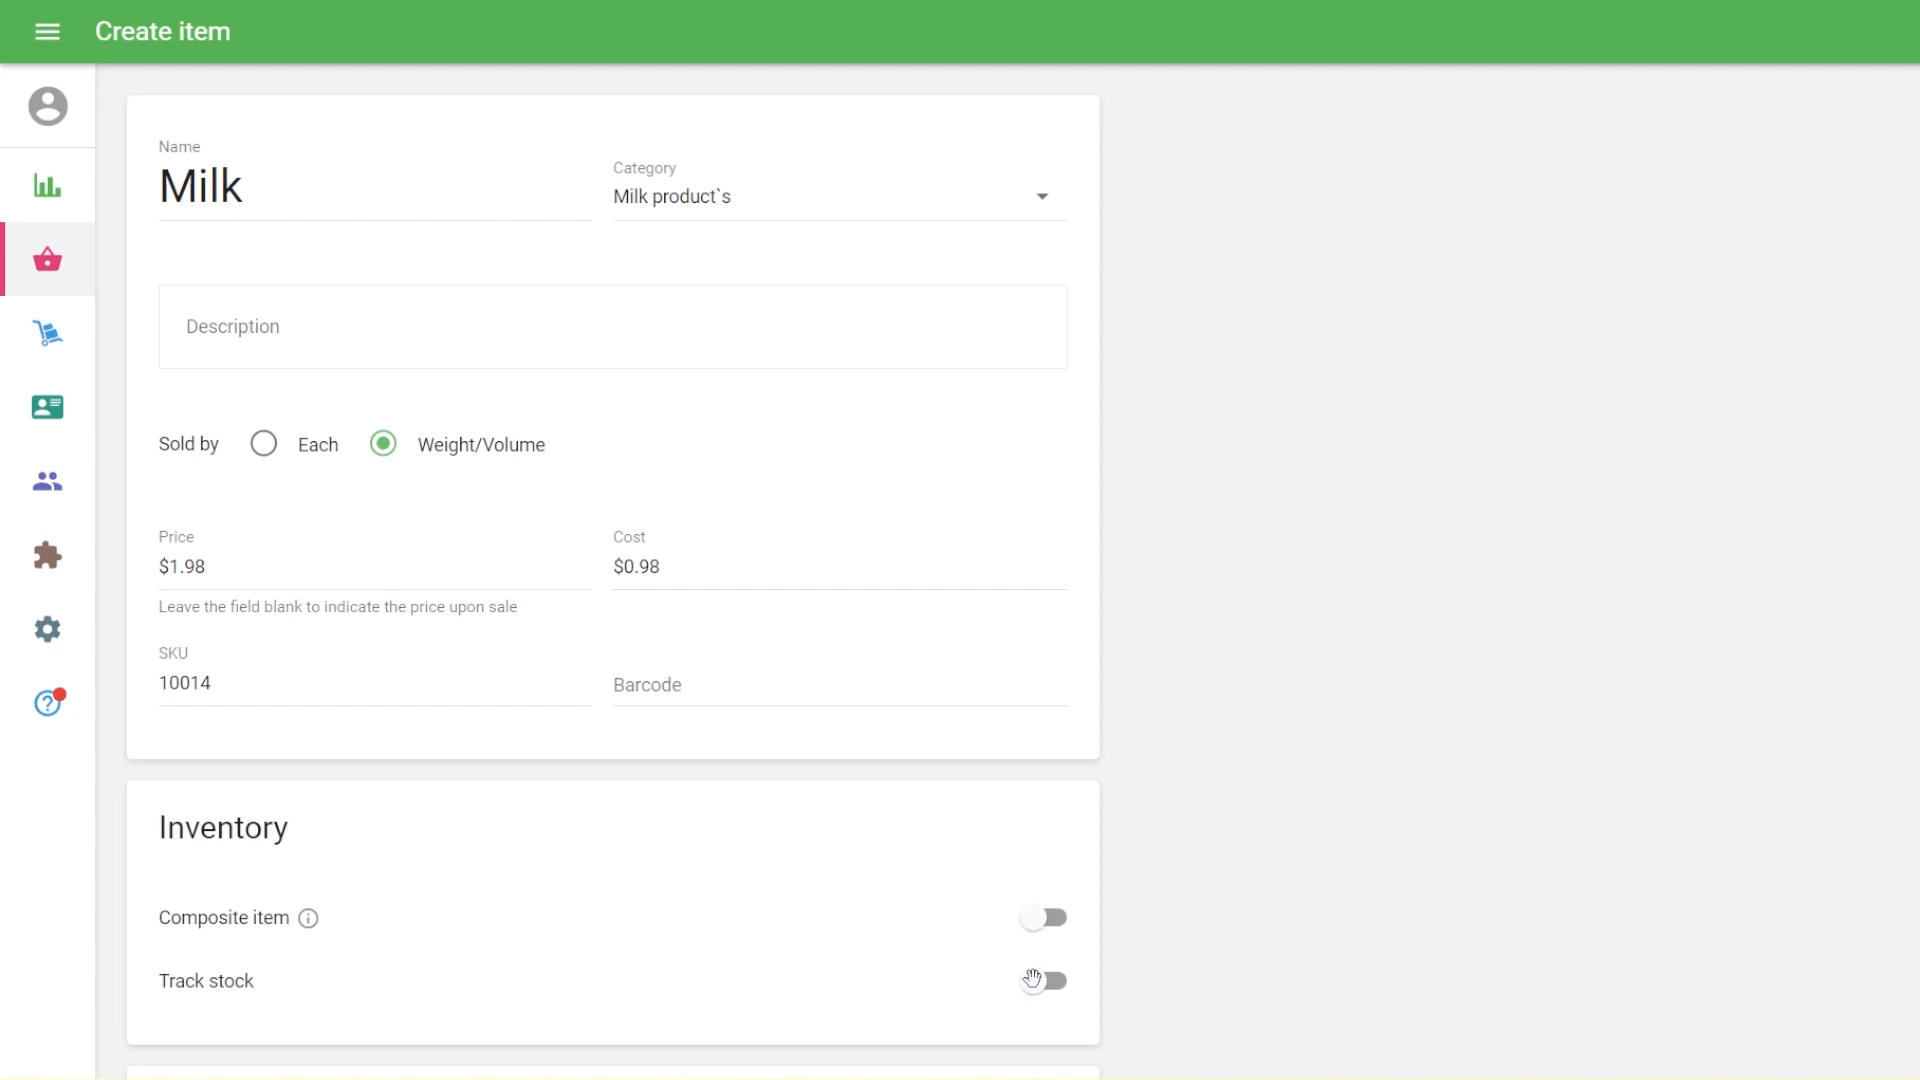 Create item
Name
Milk
Category
Milk product`s
Description
Sold by
Each
Weight/Volume
Price
$1.98
Cost
$0.98
Leave the field blank to indicate the price upon sale
SKU
10014
Barcode
Inventory
Composite item
Track stock